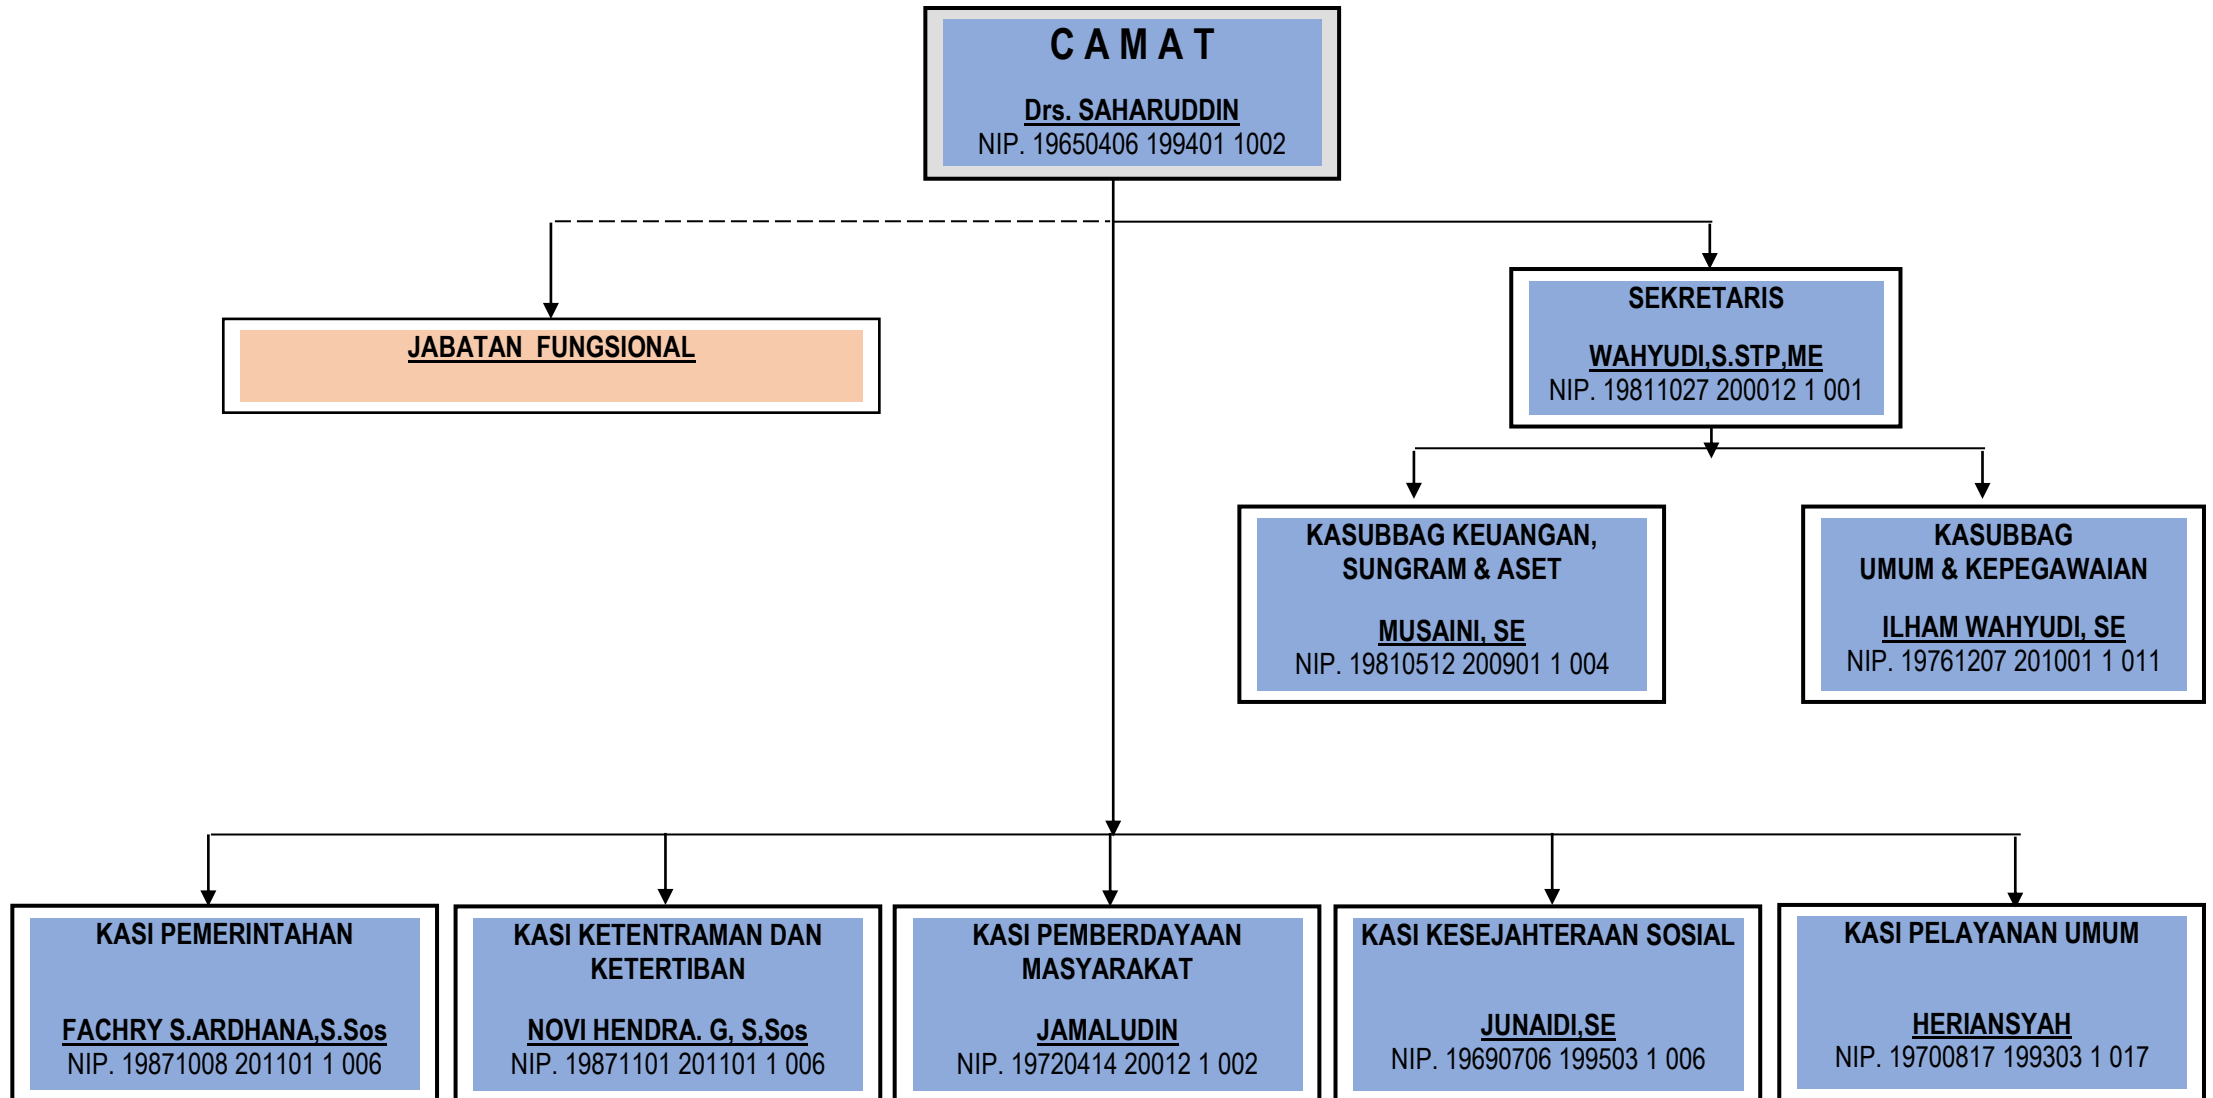 C A M A T
Drs. SAHARUDDIN
NIP. 19650406 199401 1002
JABATAN FUNGSIONAL
SEKRETARIS
WAHYUDI,S.STP,ME
NIP. 19811027 200012 1 001
KASUBBAG KEUANGAN,
SUNGRAM & ASET
MUSAINI, SE
NIP. 19810512 200901 1 004
KASUBBAG
UMUM & KEPEGAWAIAN
ILHAM WAHYUDI, SE
NIP. 19761207 201001 1 011
KASI PEMERINTAHAN
FACHRY S.ARDHANA,S.Sos
NIP. 19871008 201101 1 006
KASI KETENTRAMAN DAN
KETERTIBAN
NOVI HENDRA. G, S,Sos
NIP. 19871101 201101 1 006
KASI PEMBERDAYAAN
MASYARAKAT
JAMALUDIN
NIP. 19720414 20012 1 002
KASI KESEJAHTERAAN SOSIAL
JUNAIDI,SE
NIP. 19690706 199503 1 006
KASI PELAYANAN UMUM
HERIANSYAH
NIP. 19700817 199303 1 017